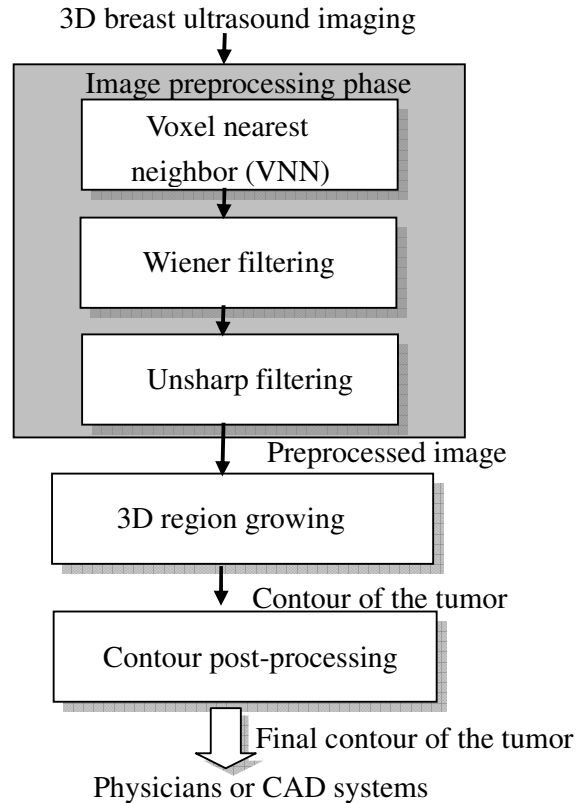 3D breast ultrasound imaging
Image preprocessing phase
Voxel nearest
neighbor (VNN)
Wiener filtering
Unsharp filtering
Preprocessed image
3D region growing
Contour of the tumor
Contour post-processing
Final contour of the tumor
Physicians or CAD systems